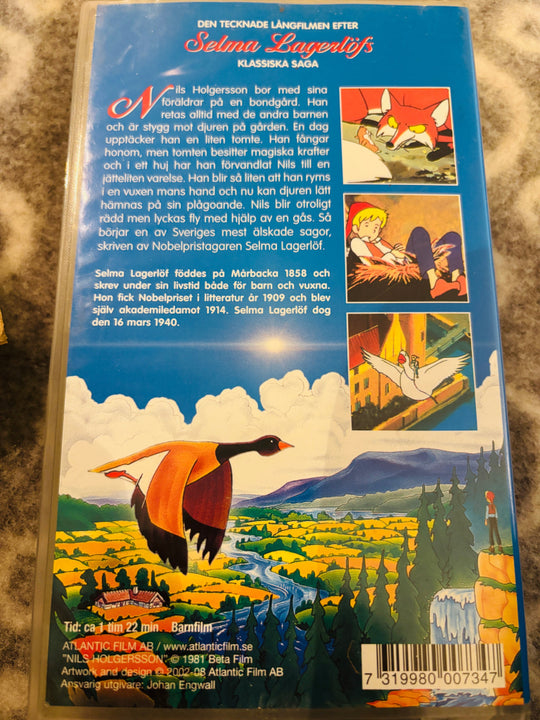 DEN TECKNADE LÅNGFILMEN EFTER
Selma Lagerlöfs
KLASSISKA SAGA
Nils Holgersson bor med sina
föräldrar på en bondgård. Han
retas alltid med de andra barnen
och är stygg mot djuren på gården. En dag
upptäcker han en liten tomte. Han fångar
honom, men tomten besitter magiska krafter
och i ett huj har han förvandlat Nils till en
jätteliten varelse. Han blir så liten att han ryms
i en vuxen mans hand och nu kan djuren lätt
hämnas på sin plågoande. Nils blir otroligt
rädd men lyckas fly med hjälp av en gås. Så
börjar en av Sveriges mest älskade sagor,
skriven av Nobelpristagaren Selma Lagerlöf.
Selma Lagerlöf föddes på Mårbacka 1858 och
skrev under sin livstid både för barn och vuxna.
Hon fick Nobelpriset i litteratur år 1909 och blev
själv akademiledamot 1914. Selma Lagerlöf dog
den 16 mars 1940.
Tid: ca 1 tim 22 min Barnfilm
ATLANTIC FILM AB / www.atlanticfilm.se
"NILS HOLGERSSON" © 1981 Beta Film
Artwork and design © 2002-08 Atlantic Film AB
Ansvarig utgivare: Johan Engwall
7 319980 007347